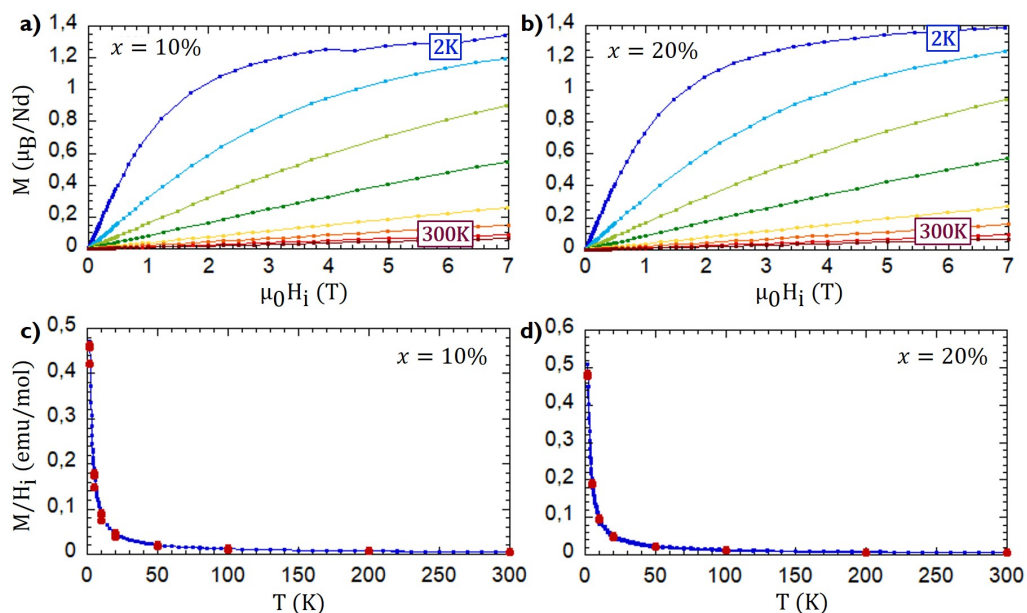 a)
1,4
1,2
1
0,8
0,6
0,4
0,2
0
M (μB/Nd)
x = 10%
2K
300K
0 1 2 3 4 5 6 7
μ0Hi (T)
b)
1,4
1,2
1
0,8
0,6
0,4
0,2
0
x = 20%
2K
300K
0 1 2 3 4 5 6 7
μ0Hi (T)
c)
0,5
0,4
0,3
0,2
0,1
0
M/Hi (emu/mol)
x = 10%
0 50 100 150 200 250 300
T (K)
d)
0,6
0,5
0,4
0,3
0,2
0,1
0
x = 20%
0 50 100 150 200 250 300
T (K)